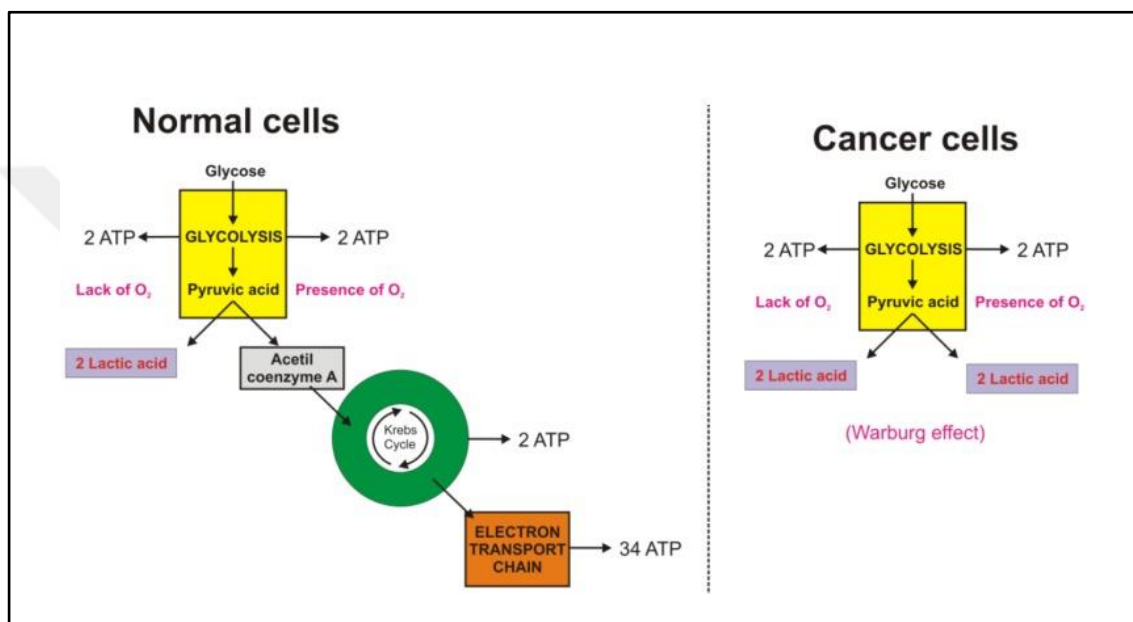 Normal cells
Glycose
2 ATP
GLYCOLYSIS
2 ATP
Lack of O₂
Pyruvic acid
Presence of O₂
2 Lactic acid
Acetil
coenzyme A
Krebs
Cycle
2 ATP
ELECTRON
TRANSPORT
CHAIN
34 ATP
Cancer cells
Glycose
2 ATP
GLYCOLYSIS
2 ATP
Lack of O₂
Pyruvic acid
Presence of O₂
2 Lactic acid
2 Lactic acid
(Warburg effect)